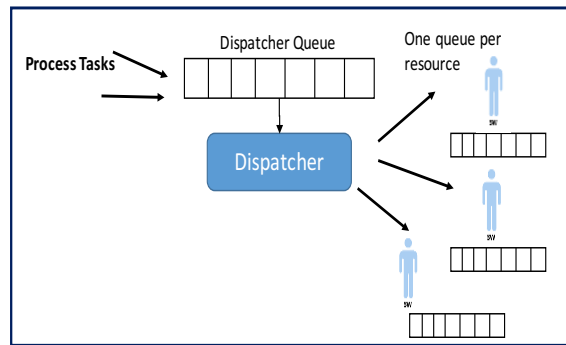 Dispatcher Queue
One queue per
resource
Process Tasks
Dispatcher
SW
SW
SW